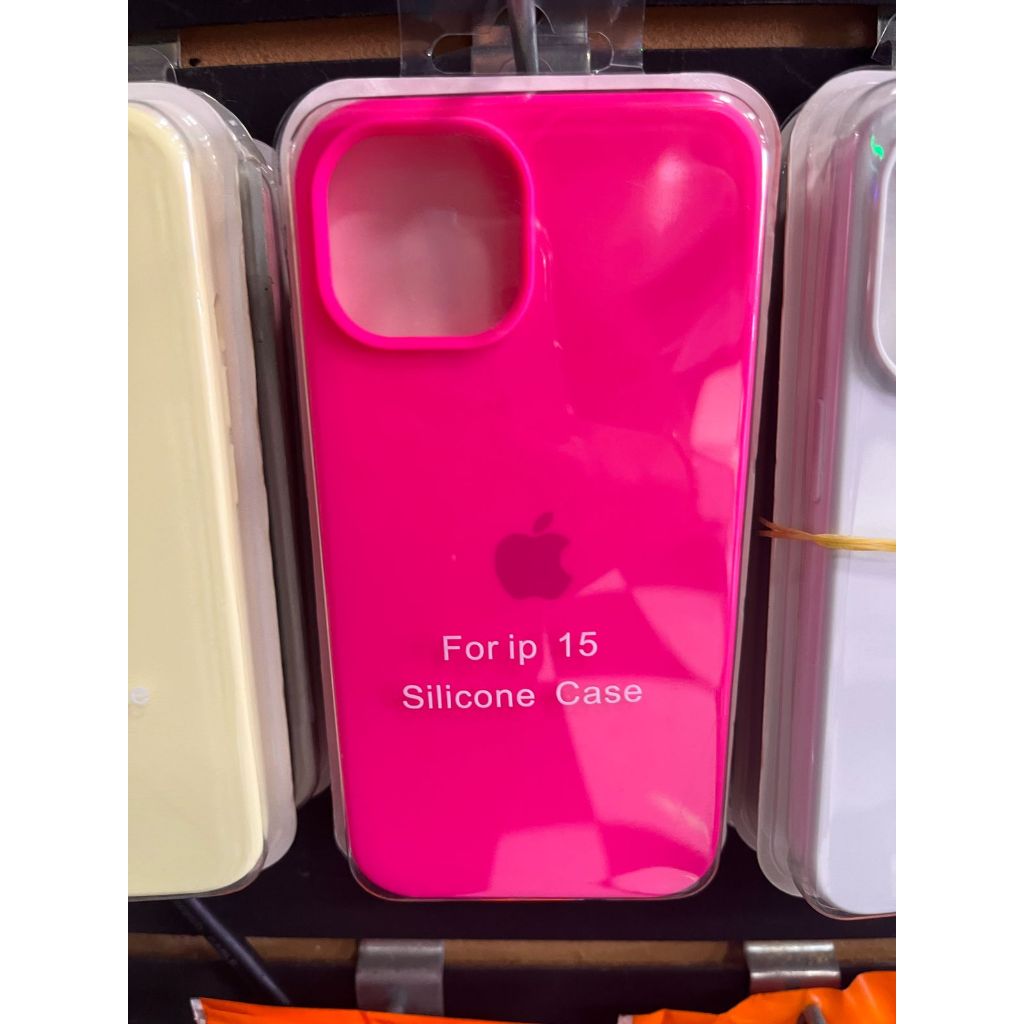 For ip 15
Silicone Case